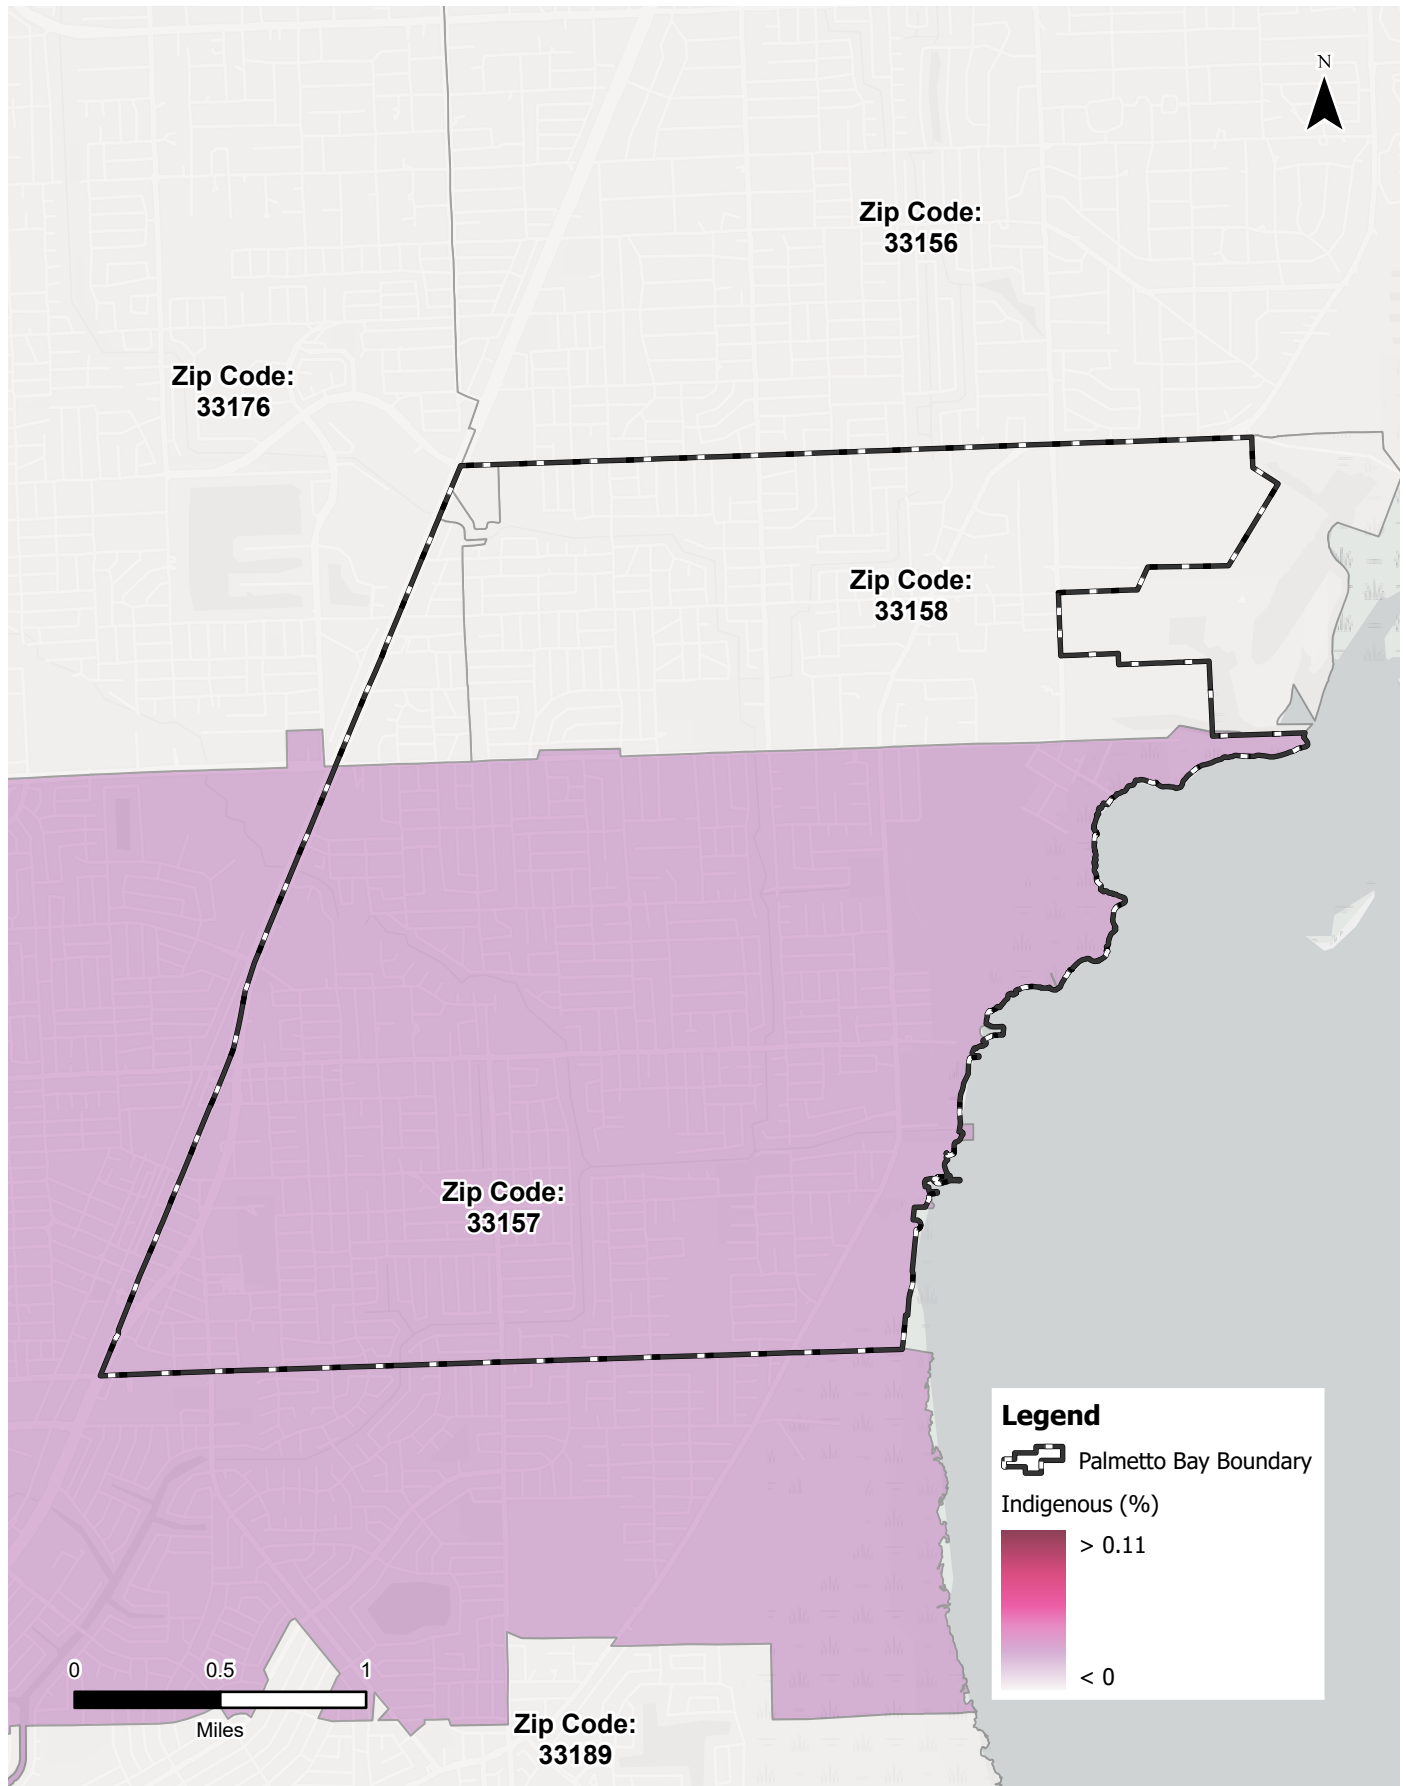 N
Zip Code:
33156
Zip Code:
33176
Zip Code:
33158
Zip Code:
33157
Legend
Palmetto Bay Boundary
Indigenous (%)
> 0.11
< 0
0 0.5 1
Miles
Zip Code:
33189